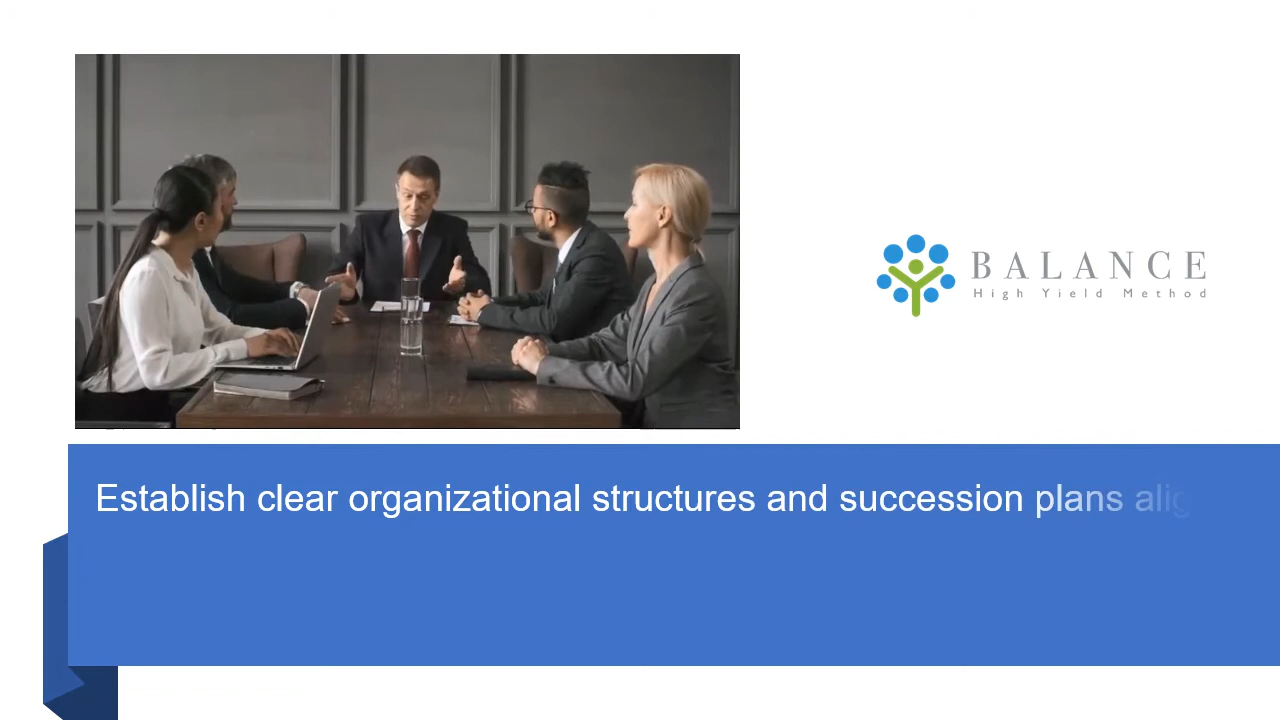 BALANCE
High Yield Method
Establish clear organizational structures and succession plans